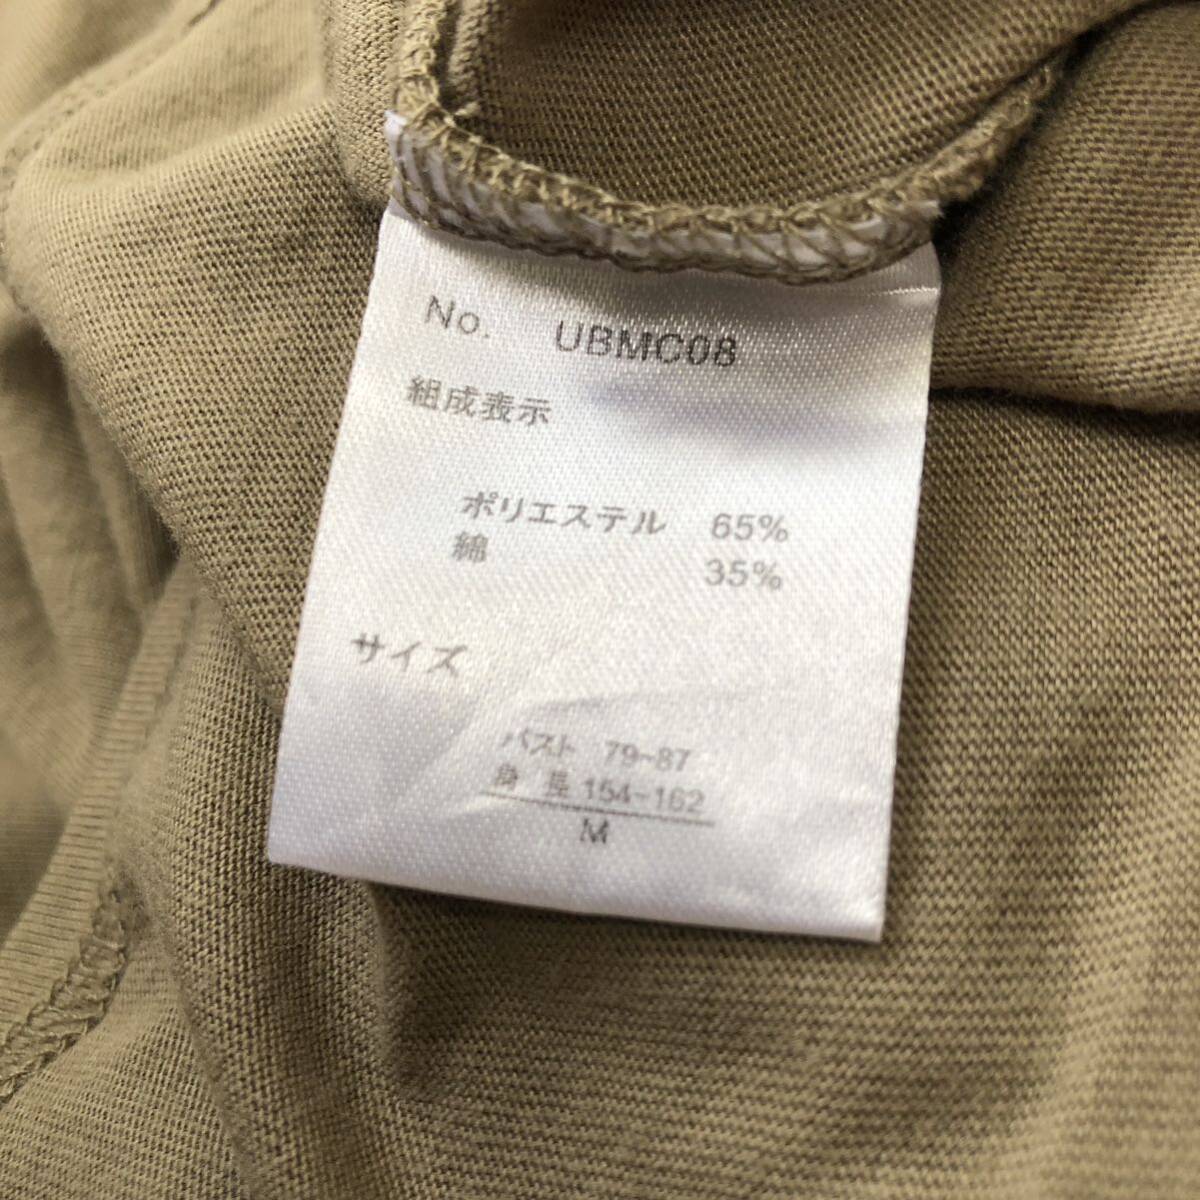 No. UBMC08
組成表示
ポリエステル 65%
綿 35%
サイズ
バスト 79-87
身長 154-162
M